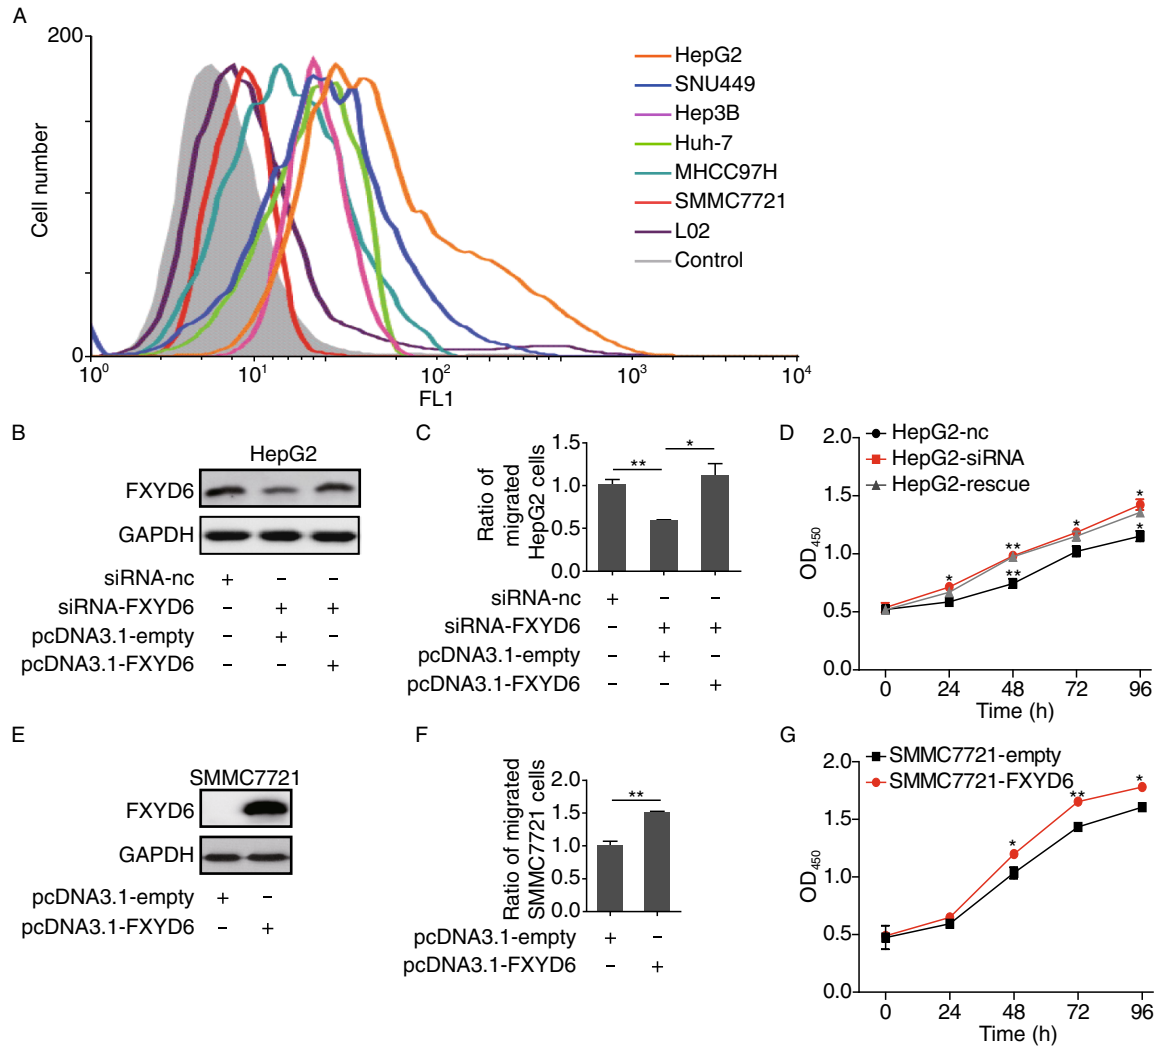 A
200
Cell number
0
10^0
10^1
10^2
10^3
10^4
FL1
HepG2
SNU449
Hep3B
Huh-7
MHCC97H
SMMC7721
L02
Control
B
HepG2
FXYD6
GAPDH
siRNA-nc + − −
siRNA-FXYD6 − + +
pcDNA3.1-empty − + −
pcDNA3.1-FXYD6 − − +
C
Ratio of
migrated
HepG2 cells
1.5
1.0
0.5
0.0
**
*
siRNA-nc + − −
siRNA-FXYD6 − + +
pcDNA3.1-empty − + −
pcDNA3.1-FXYD6 − − +
D
HepG2-nc
HepG2-siRNA
HepG2-rescue
OD450
2.0
1.5
1.0
0.5
0.0
*
**
**
*
*
*
0 24 48 72 96
Time (h)
E
SMMC7721
FXYD6
GAPDH
pcDNA3.1-empty + −
pcDNA3.1-FXYD6 − +
F
Ratio of migrated
SMMC7721 cells
2.0
1.5
1.0
0.5
0.0
**
pcDNA3.1-empty + −
pcDNA3.1-FXYD6 − +
G
SMMC7721-empty
SMMC7721-FXYD6
OD450
2.0
1.5
1.0
0.5
0.0
*
**
*
0 24 48 72 96
Time (h)